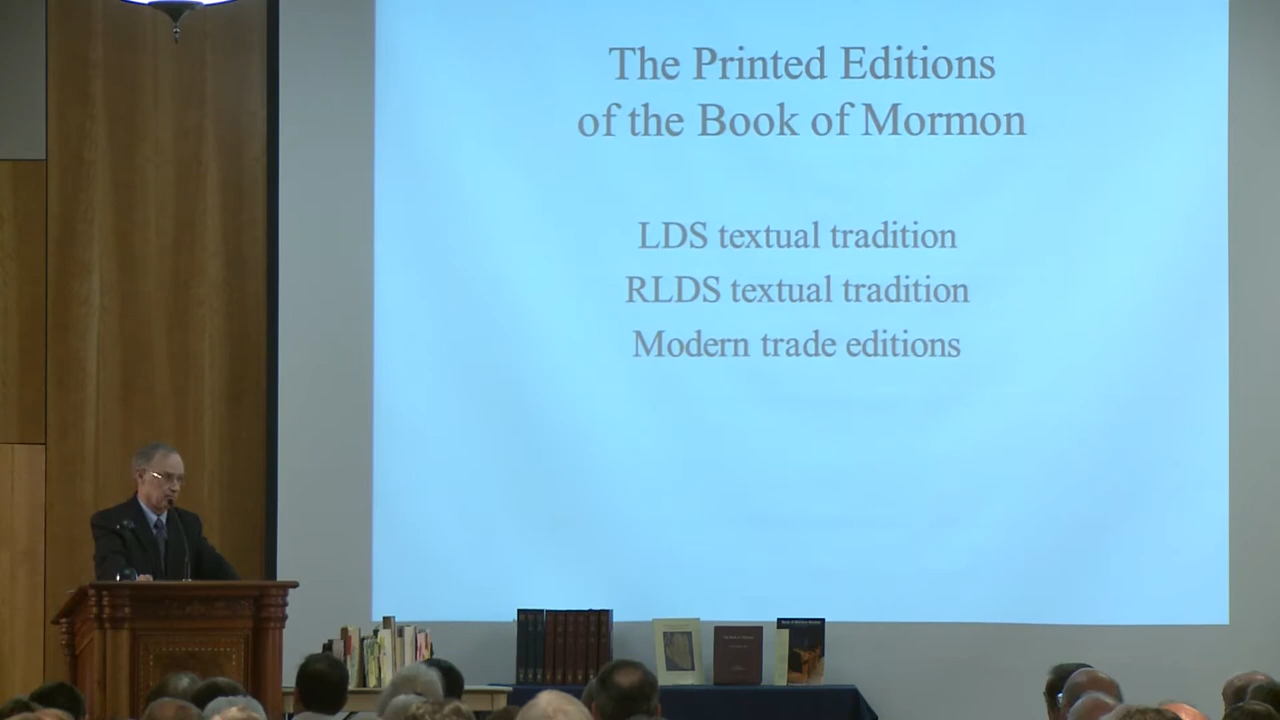 The Printed Editions
of the Book of Mormon
LDS textual tradition
RLDS textual tradition
Modern trade editions